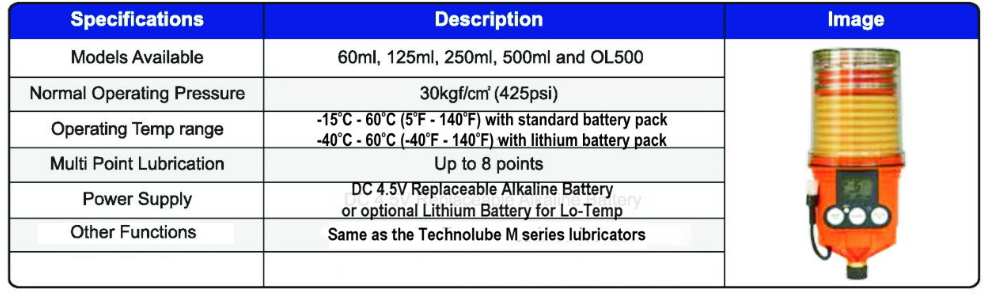 Specifications Description Image
Models Available 60ml, 125ml, 250ml, 500ml and OL500
Normal Operating Pressure 30kgf/cm² (425psi)
Operating Temp range -15°C - 60°C (5°F - 140°F) with standard battery pack
-40°C - 60°C (-40°F - 140°F) with lithium battery pack
Multi Point Lubrication Up to 8 points
Power Supply DC 4.5V Replaceable Alkaline Battery
or optional Lithium Battery for Lo-Temp
Other Functions Same as the Technolube M series lubricators